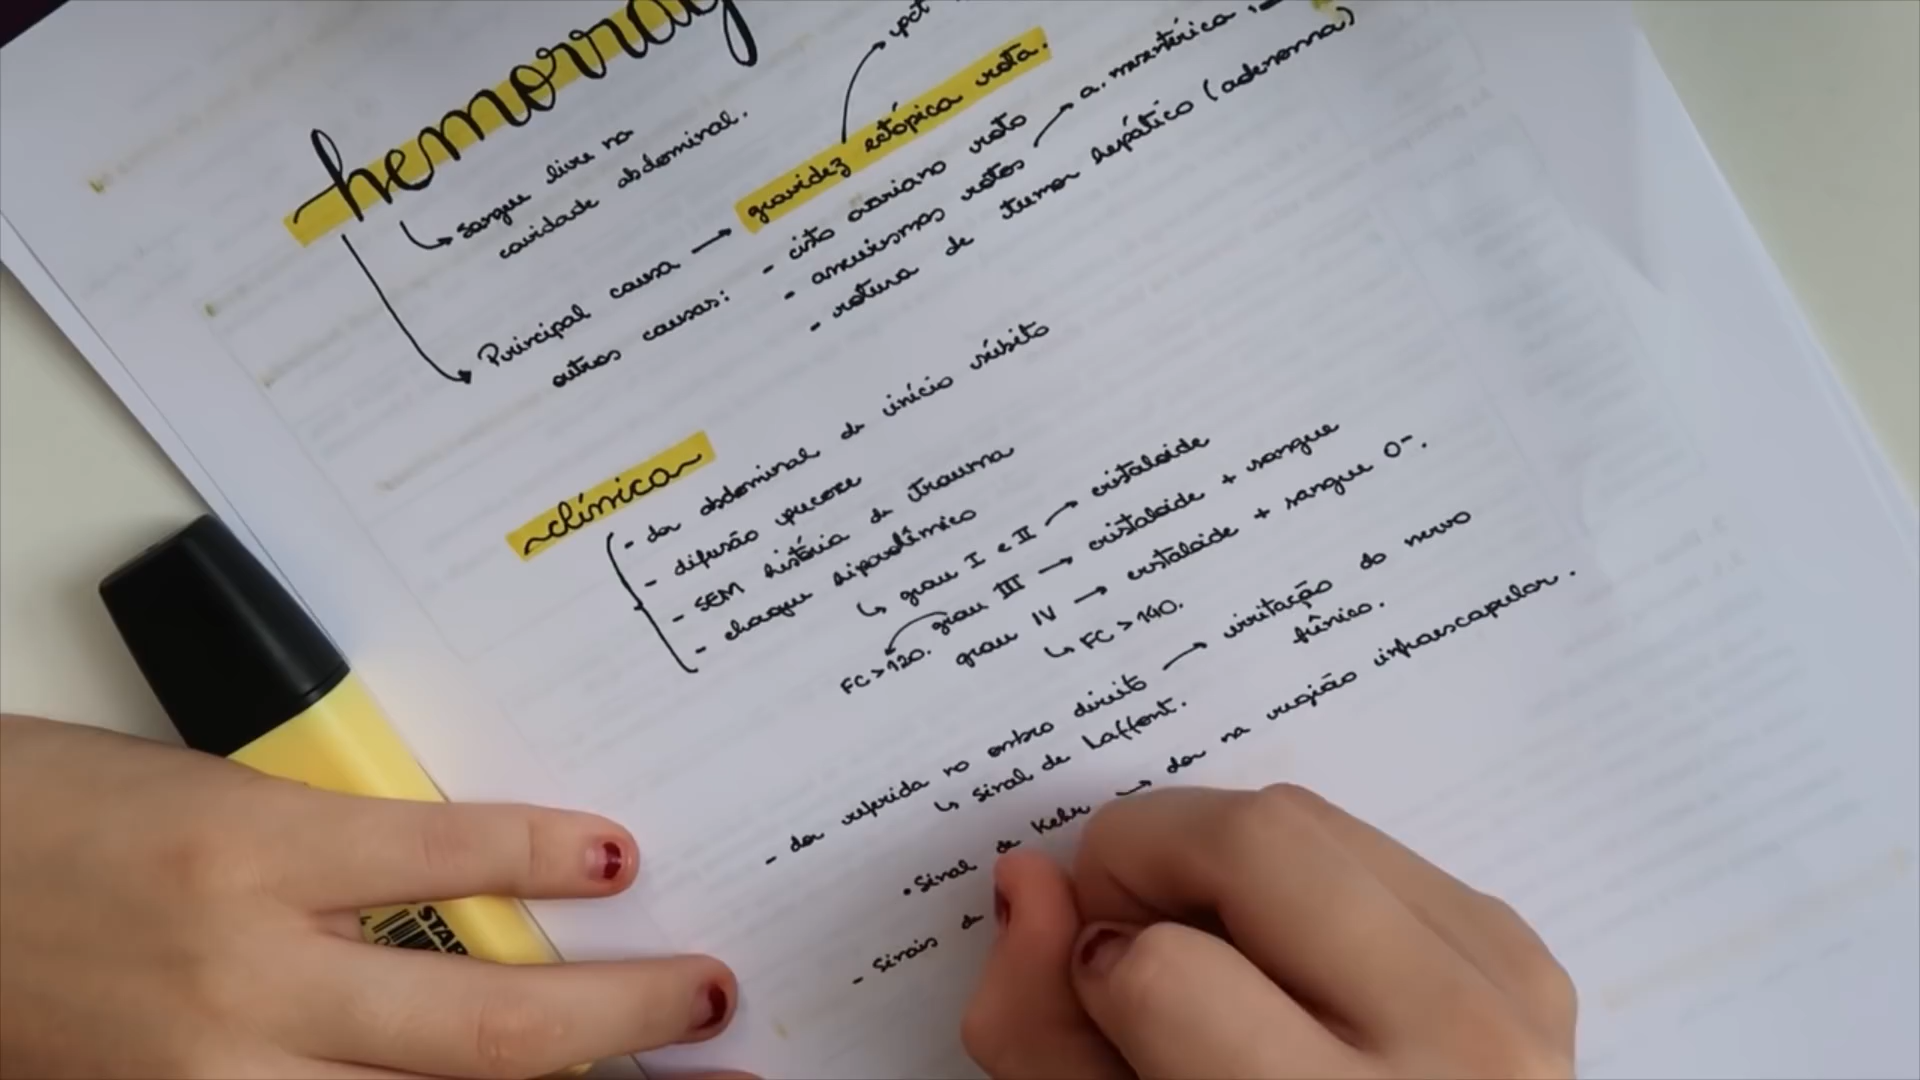 hemorrag
sangue livre na
cavidade abdominal.
Principal causa → gravidez ectópica rota.
outras causas: - cisto ovariano roto
- aneurismas rotos → a. mesentérica
- rotura de tumor hepático (adenoma)
clínica
- dor abdominal de início súbito
- difusão precoce
- SEM história de trauma
- choque hipovolêmico
↳ grau I e II → cristaloide
FC > 120. grau III → cristaloide + sangue
grau IV → cristaloide + sangue O-.
↳ FC > 140.
- dor referida no ombro direito → irritação do nervo
frênico.
↳ sinal de Laffont.
• Sinal de Kehr → dor na região infraescapular.
- Sinais de
STAB